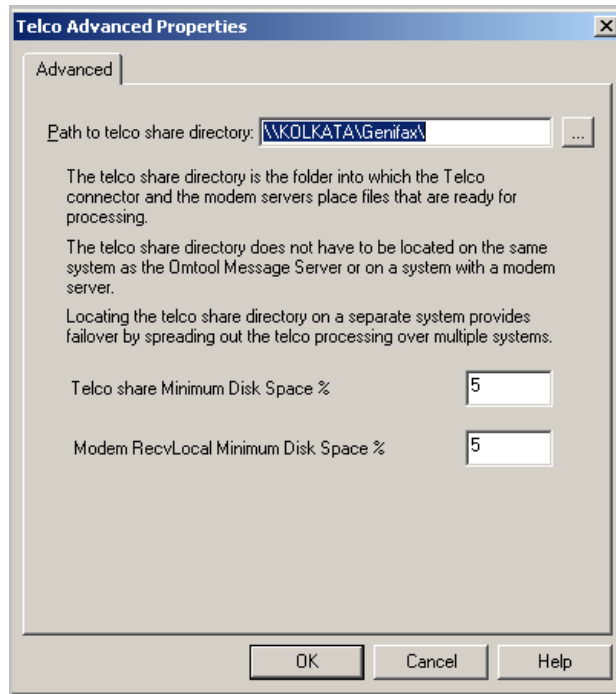 Telco Advanced Properties
Advanced
Path to telco share directory: \\KOLKATA\Genifax\ ...
The telco share directory is the folder into which the Telco
connector and the modem servers place files that are ready for
processing.
The telco share directory does not have to be located on the same
system as the Omtool Message Server or on a system with a modem
server.
Locating the telco share directory on a separate system provides
failover by spreading out the telco processing over multiple systems.
Telco share Minimum Disk Space % 5
Modem RecvLocal Minimum Disk Space % 5
OK Cancel Help